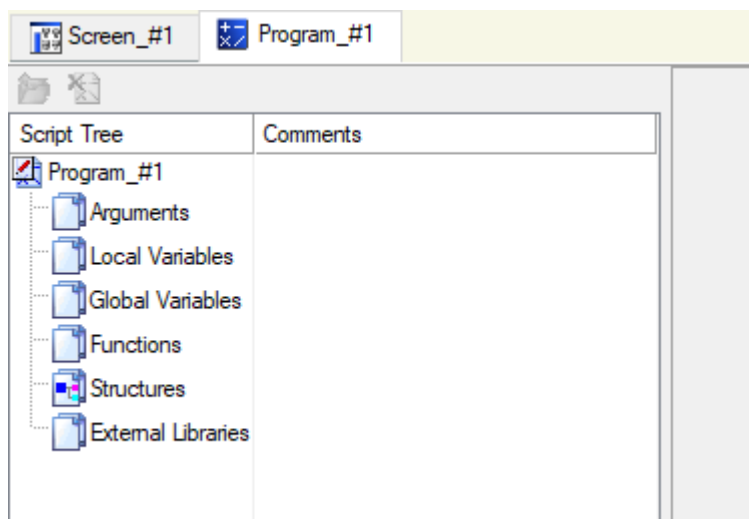 Screen_#1 Program_#1
Script Tree Comments
Program_#1
Arguments
Local Variables
Global Variables
Functions
Structures
External Libraries